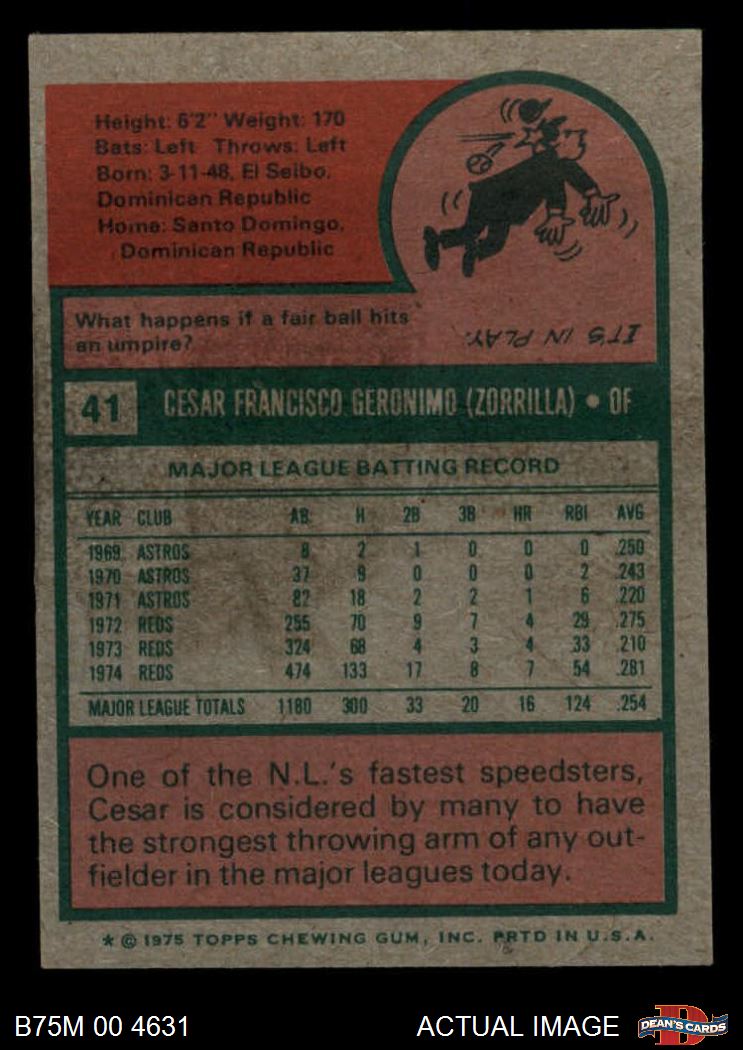 Height: 6'2" Weight: 170
Bats: Left Throws: Left
Born: 3-11-48, El Seibo,
Dominican Republic
Home: Santo Domingo,
Dominican Republic
What happens if a fair ball hits
an umpire?
IT'S IN PLAY.
41 CESAR FRANCISCO GERONIMO (ZORRILLA) • OF
MAJOR LEAGUE BATTING RECORD
YEAR CLUB AB H 2B 3B HR RBI AVG
1969 ASTROS 8 2 1 0 0 0 .250
1970 ASTROS 37 9 0 0 0 2 .243
1971 ASTROS 82 18 2 2 1 6 .220
1972 REDS 255 70 9 7 4 29 .275
1973 REDS 324 68 4 3 4 33 .210
1974 REDS 474 133 17 8 7 54 .281
MAJOR LEAGUE TOTALS 1180 300 33 20 16 124 .254
One of the N.L.'s fastest speedsters,
Cesar is considered by many to have
the strongest throwing arm of any out-
fielder in the major leagues today.
* © 1975 TOPPS CHEWING GUM, INC. PRTD IN U.S.A.
B75M 00 4631 ACTUAL IMAGE DEAN'S CARDS